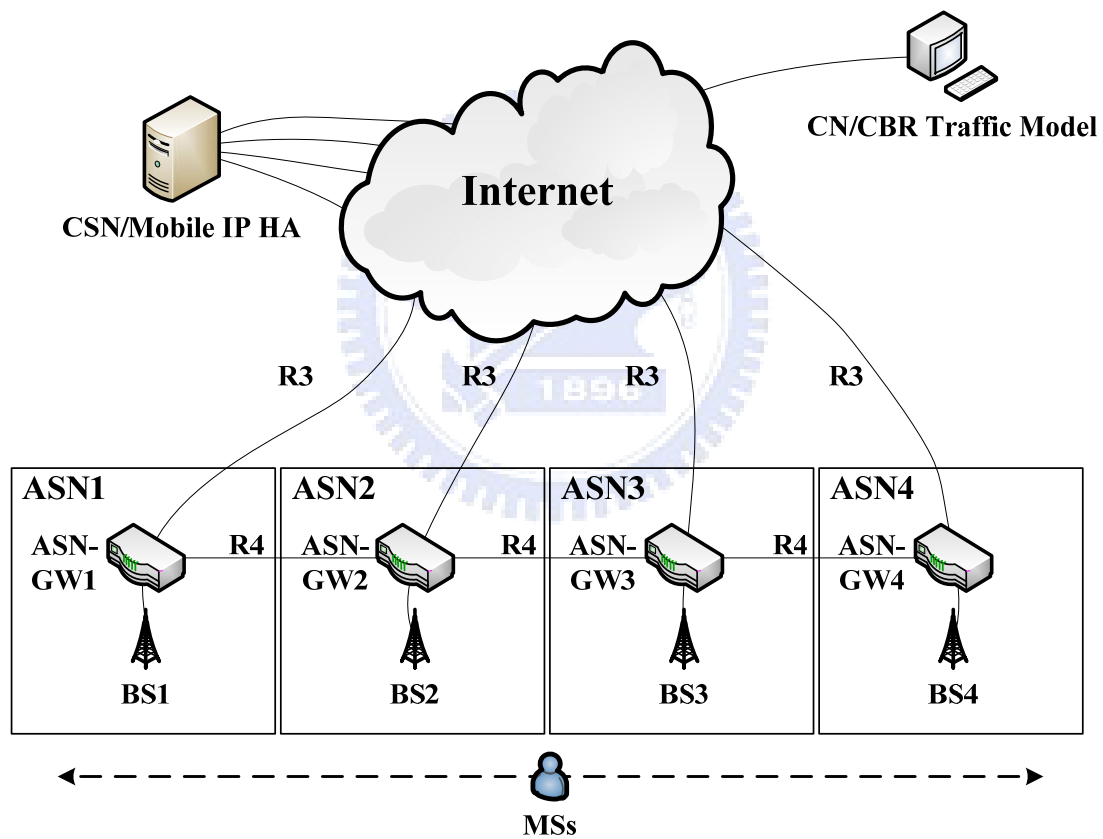 CN/CBR Traffic Model
Internet
CSN/Mobile IP HA
R3
R3
R3
R3
1896
ASN1
ASN2
ASN3
ASN4
ASN-
GW1
R4
ASN-
GW2
R4
ASN-
GW3
R4
ASN-
GW4
BS1
BS2
BS3
BS4
MSs